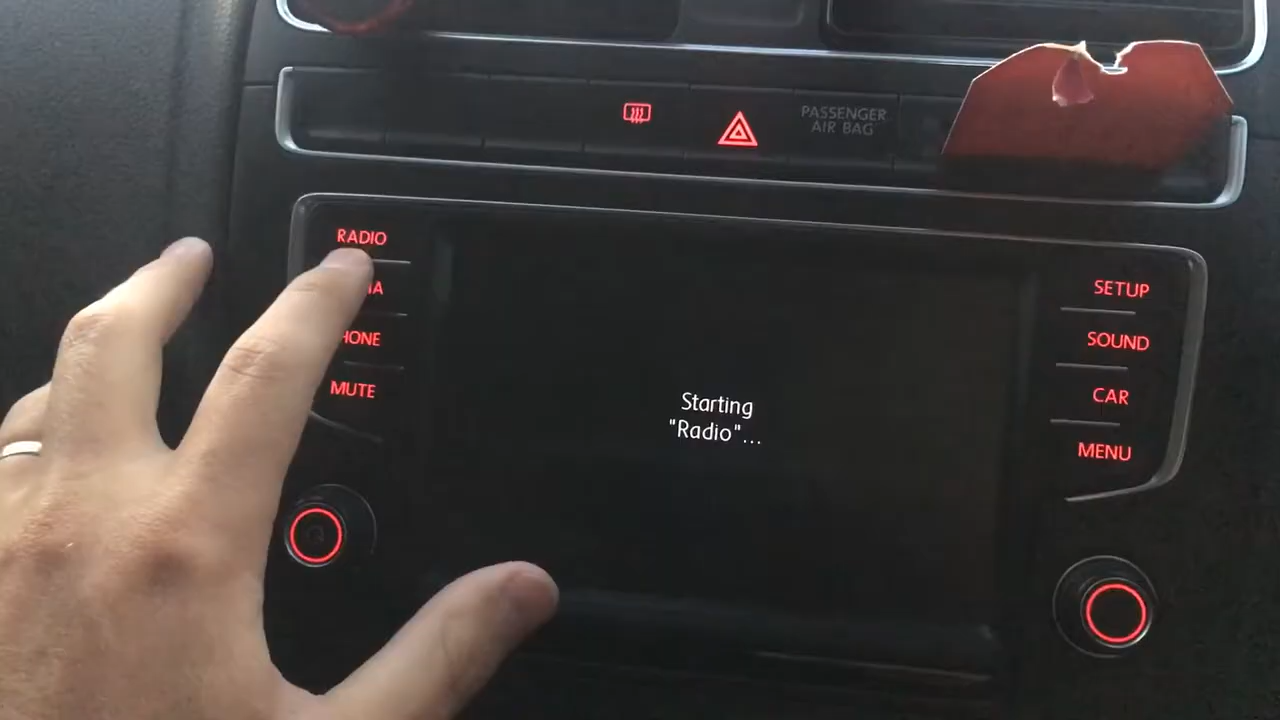 PASSENGER
AIR BAG
RADIO
SETUP
SOUND
MUTE
CAR
MENU
Starting
"Radio"...